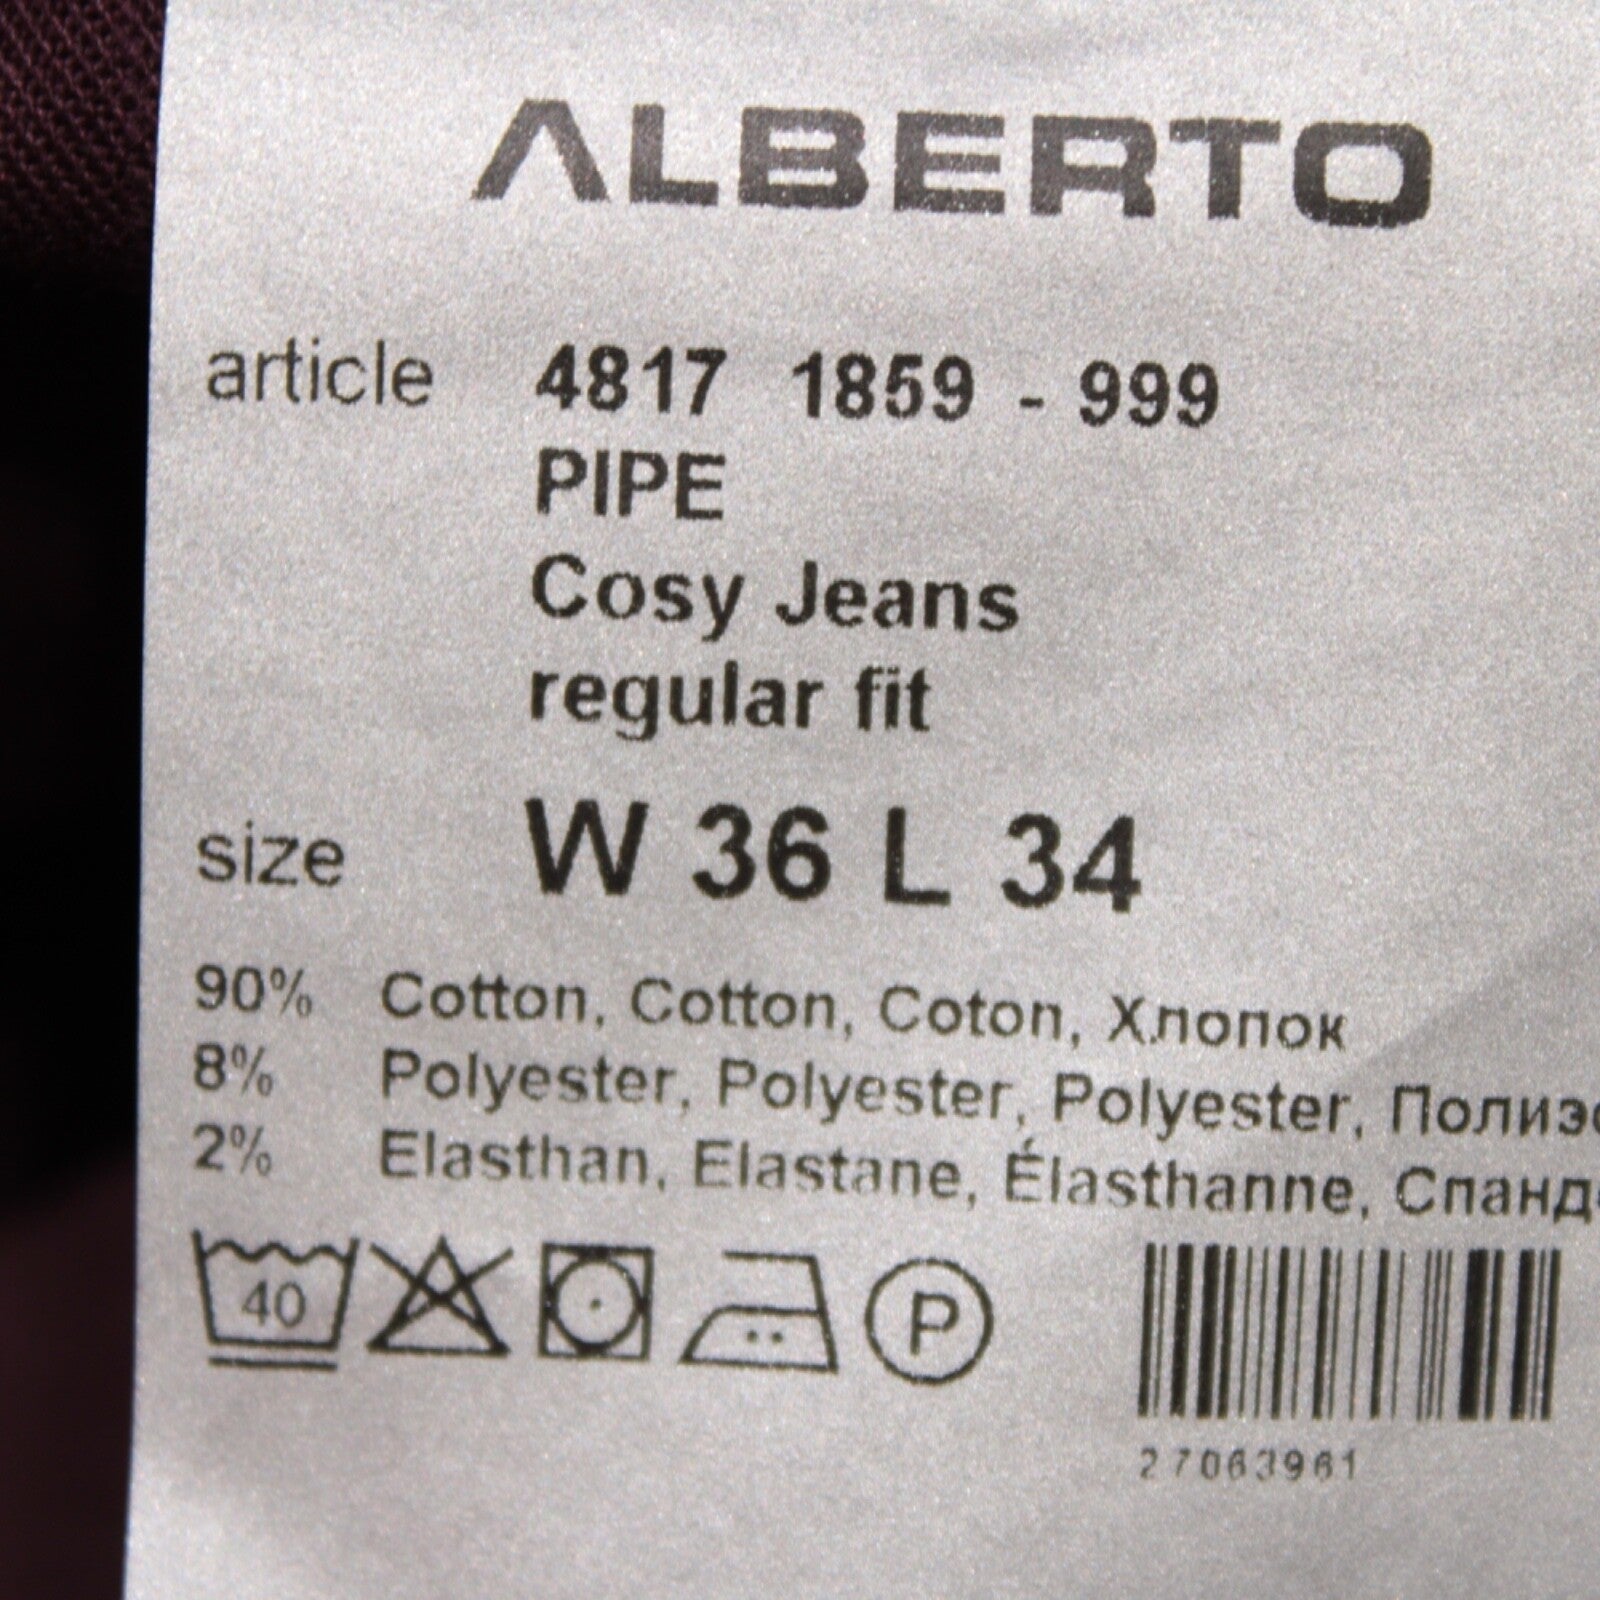 ALBERTO
article 4817 1859 - 999
PIPE
Cosy Jeans
regular fit
size W 36 L 34
90% Cotton, Cotton, Coton, Хлопок
8% Polyester, Polyester, Polyester,
2% Elasthan, Elastane, Élasthanne,
40
P
27063961